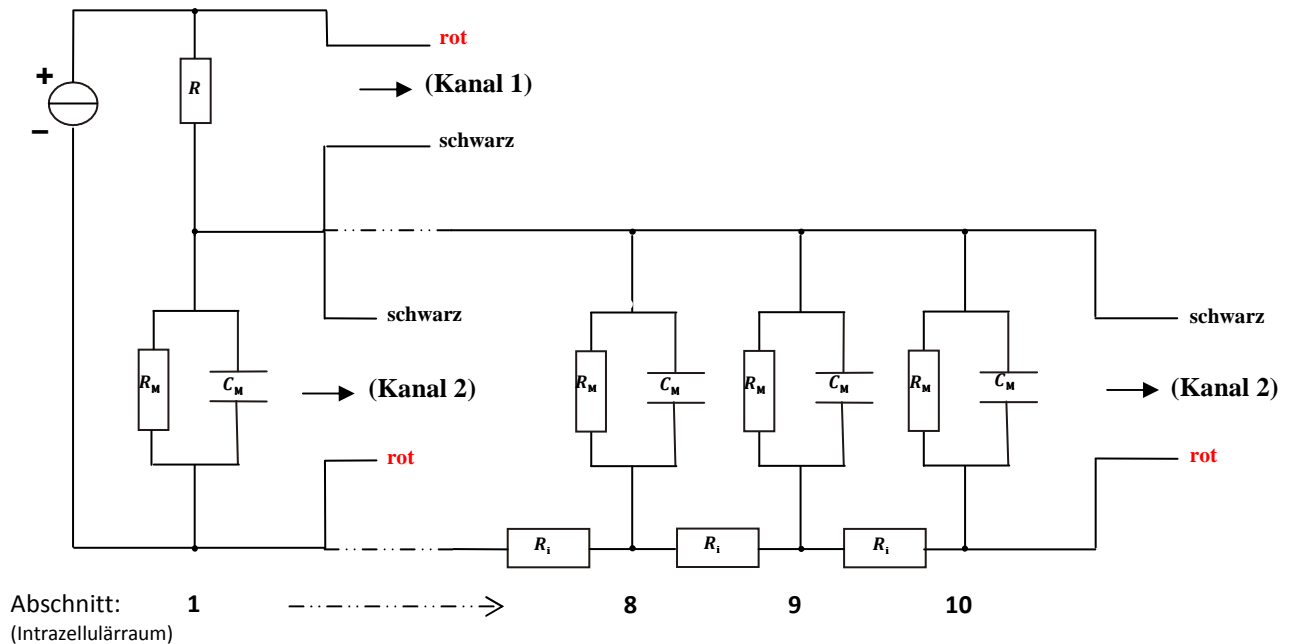 rot
+
R
(Kanal 1)
−
schwarz
schwarz
schwarz
R_M C_M (Kanal 2) R_M C_M R_M C_M R_M C_M (Kanal 2)
rot
rot
R_i R_i R_i
Abschnitt: 1 8 9 10
(Intrazellulärraum)